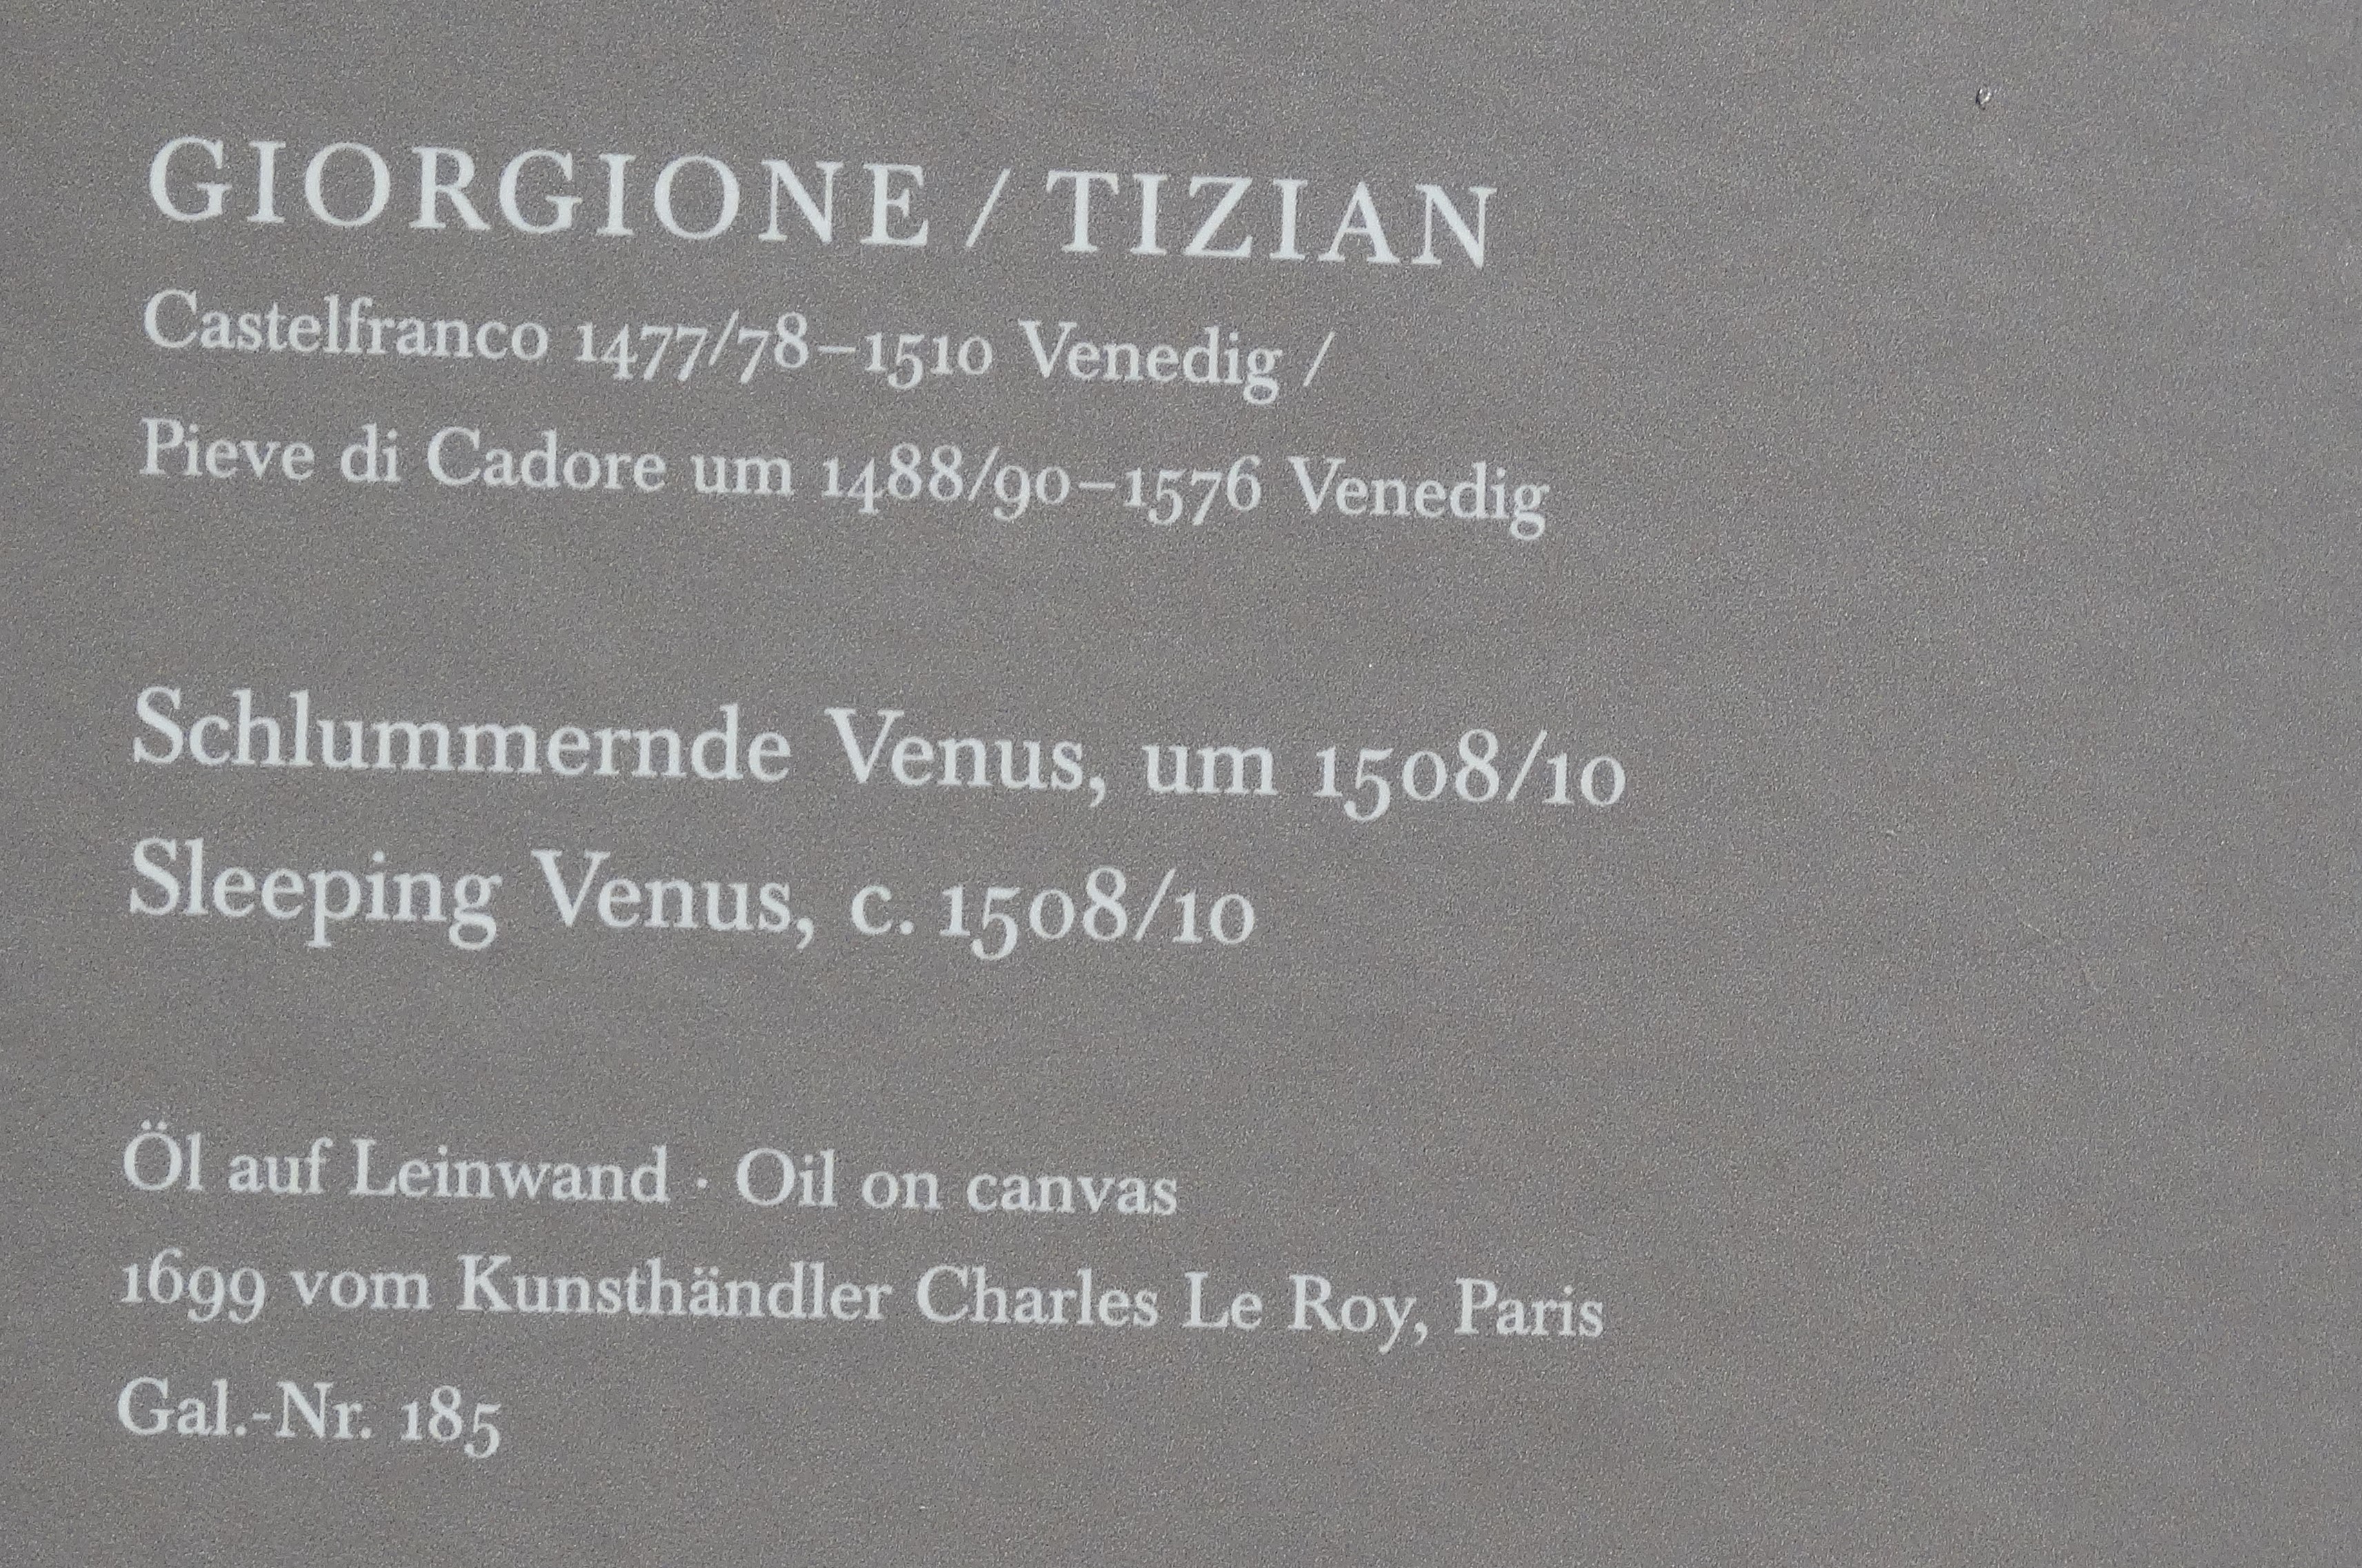 GIORGIONE / TIZIAN
Castelfranco 1477/78–1510 Venedig /
Pieve di Cadore um 1488/90–1576 Venedig
Schlummernde Venus, um 1508/10
Sleeping Venus, c. 1508/10
Öl auf Leinwand · Oil on canvas
1699 vom Kunsthändler Charles Le Roy, Paris
Gal.-Nr. 185